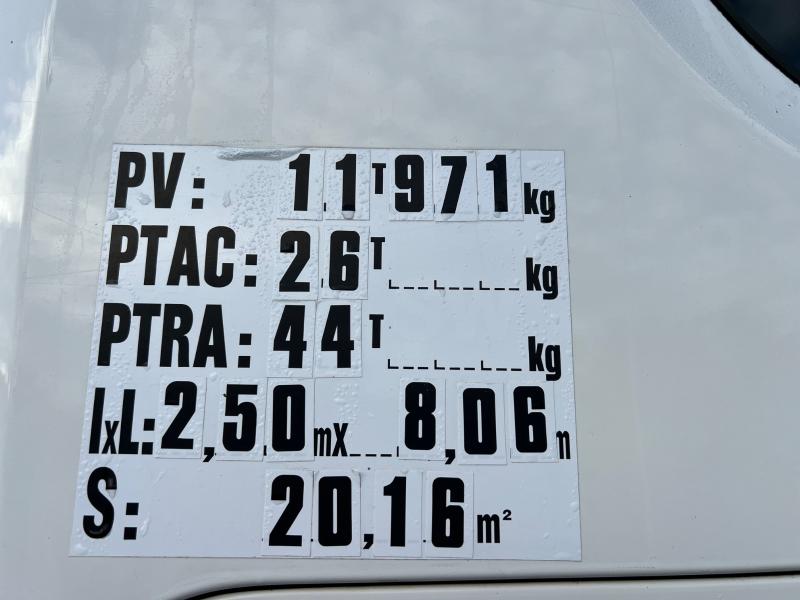 PV: 11T971kg
PTAC: 26T kg
PTRA: 44T kg
lxL: 2,50mx 8,06m
S: 20,16m²